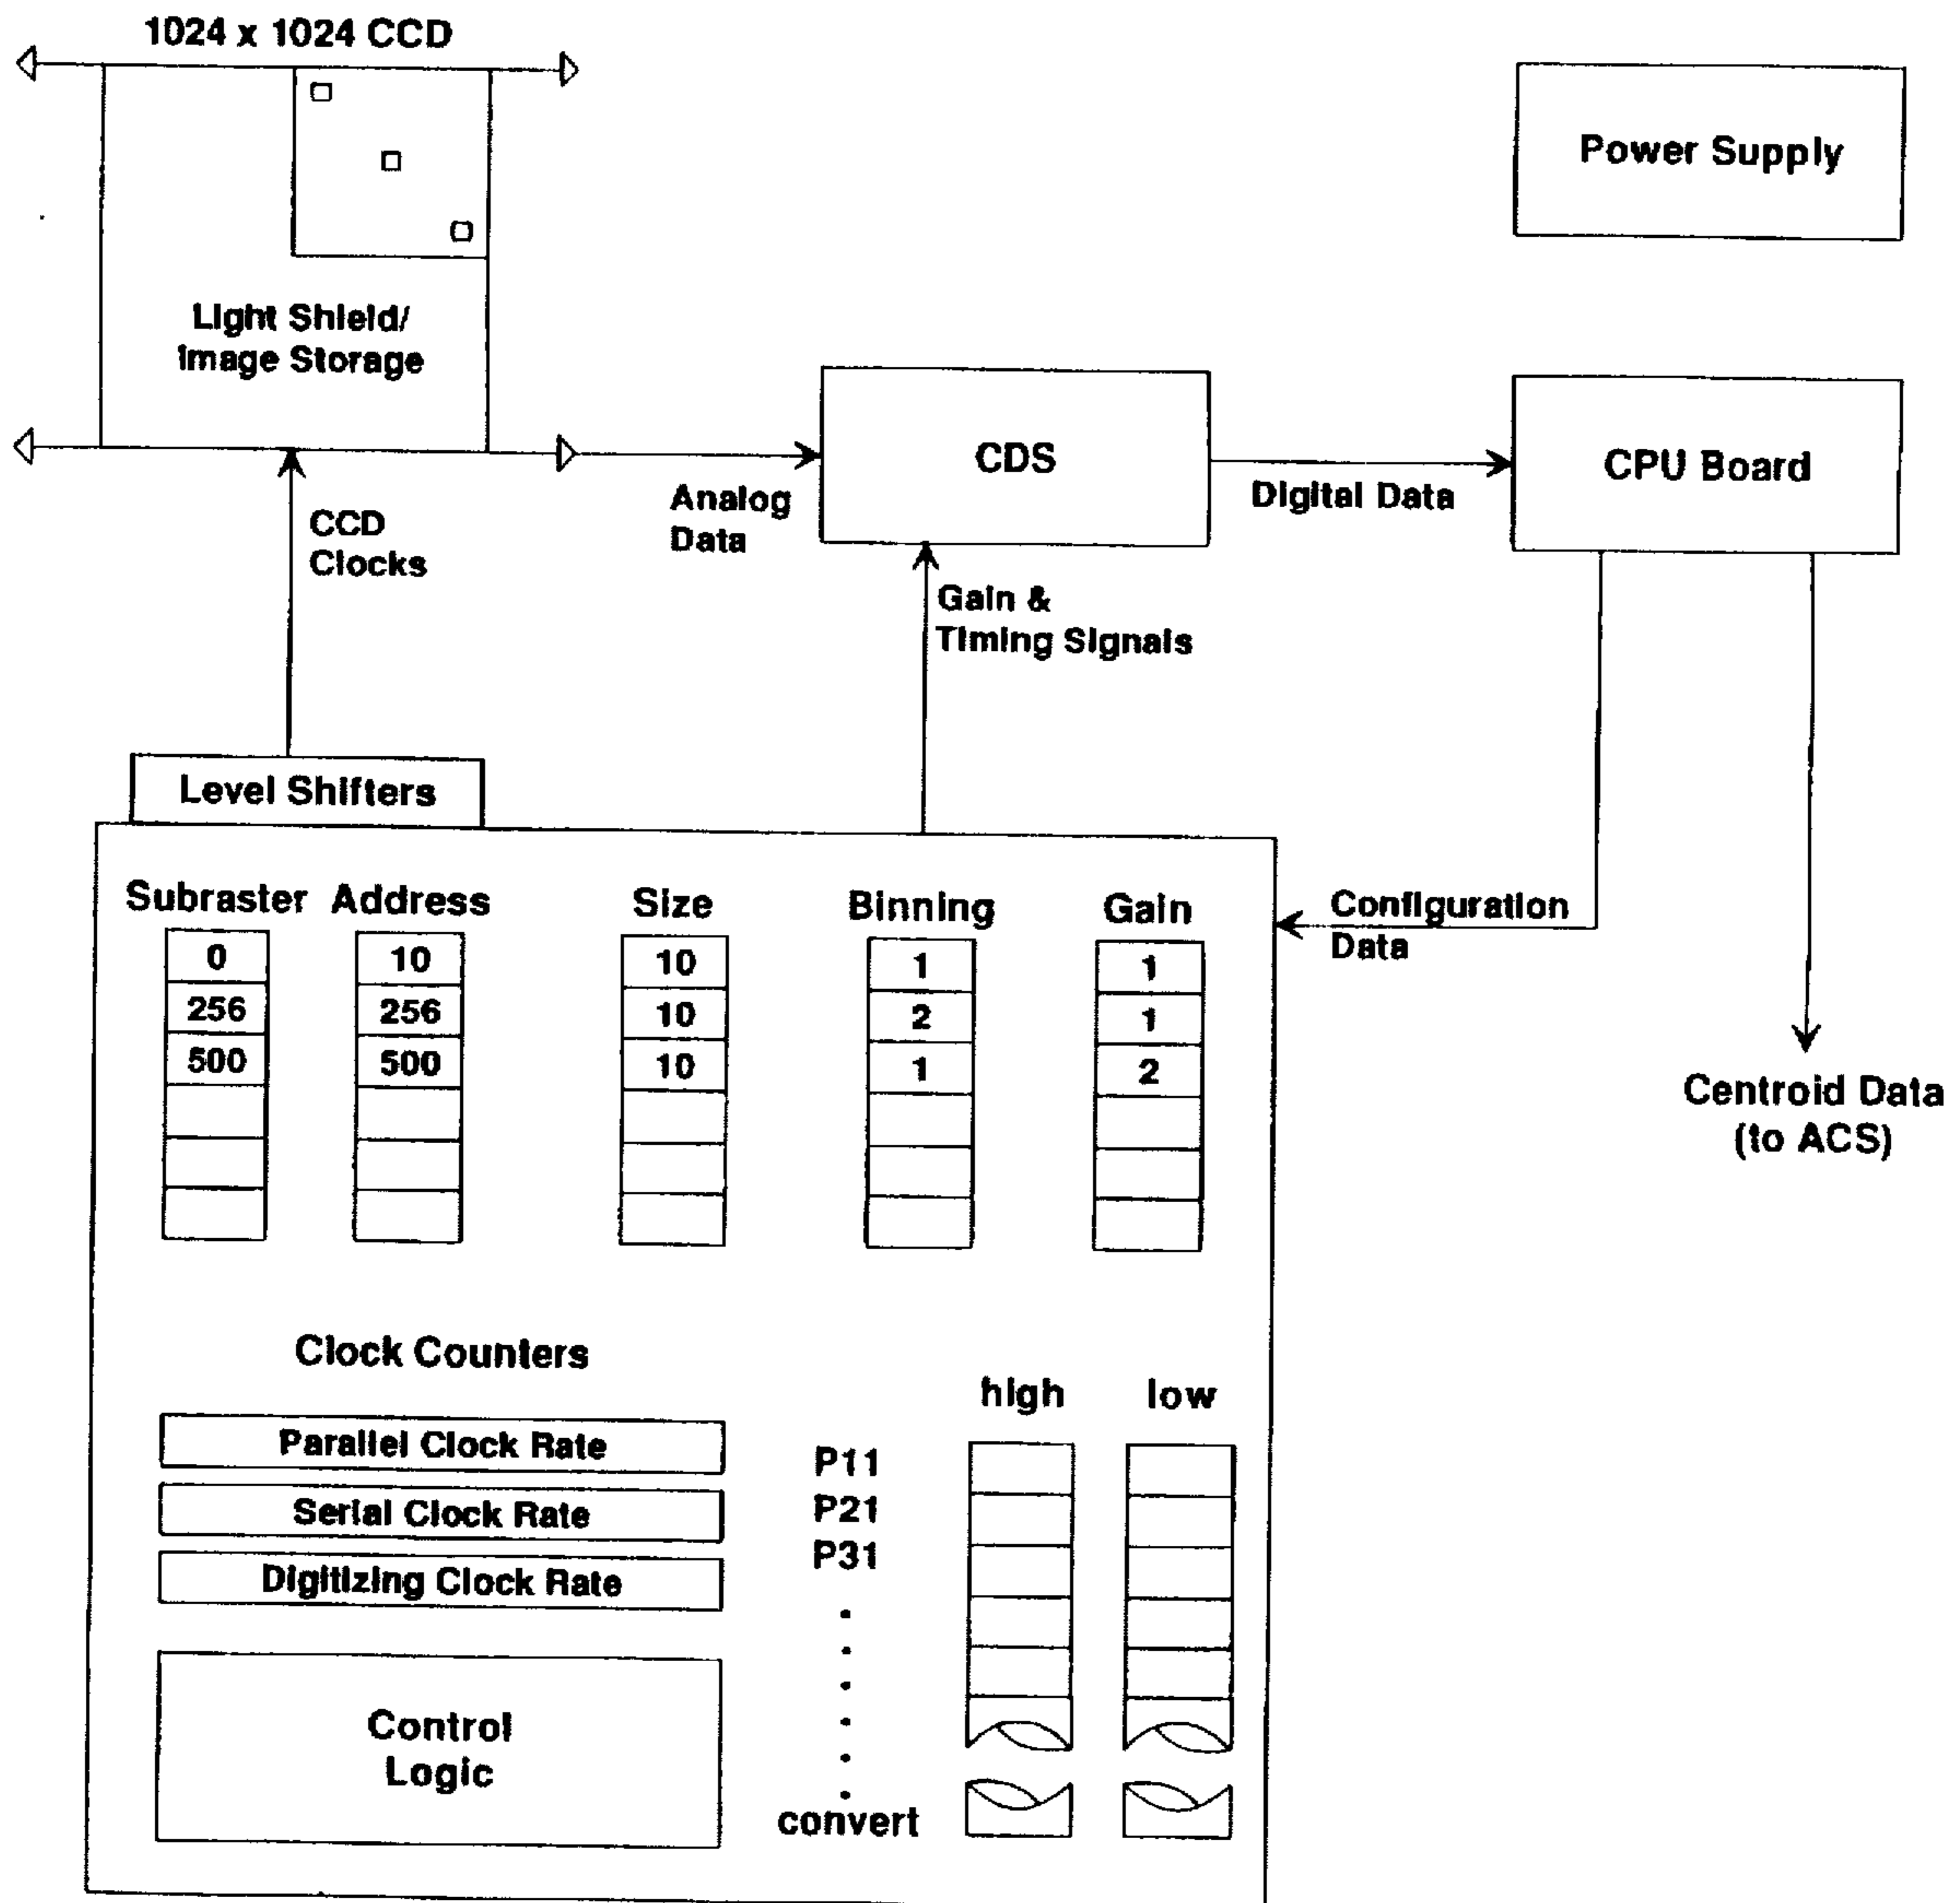 1024 x 1024 CCD
Power Supply
Light Shield/
Image Storage
CDS
CPU Board
Analog
Data
Digital Data
CCD
Clocks
Gain &
Timing Signals
Level Shifters
Configuration
Data
Centroid Data
(to ACS)
Subraster Address Size Binning Gain
0 10 10 1 1
256 256 10 2 1
500 500 10 1 2
Clock Counters
high low
Parallel Clock Rate
Serial Clock Rate
Digitizing Clock Rate
P11
P21
P31
.
.
.
.
.
.
convert
Control
Logic